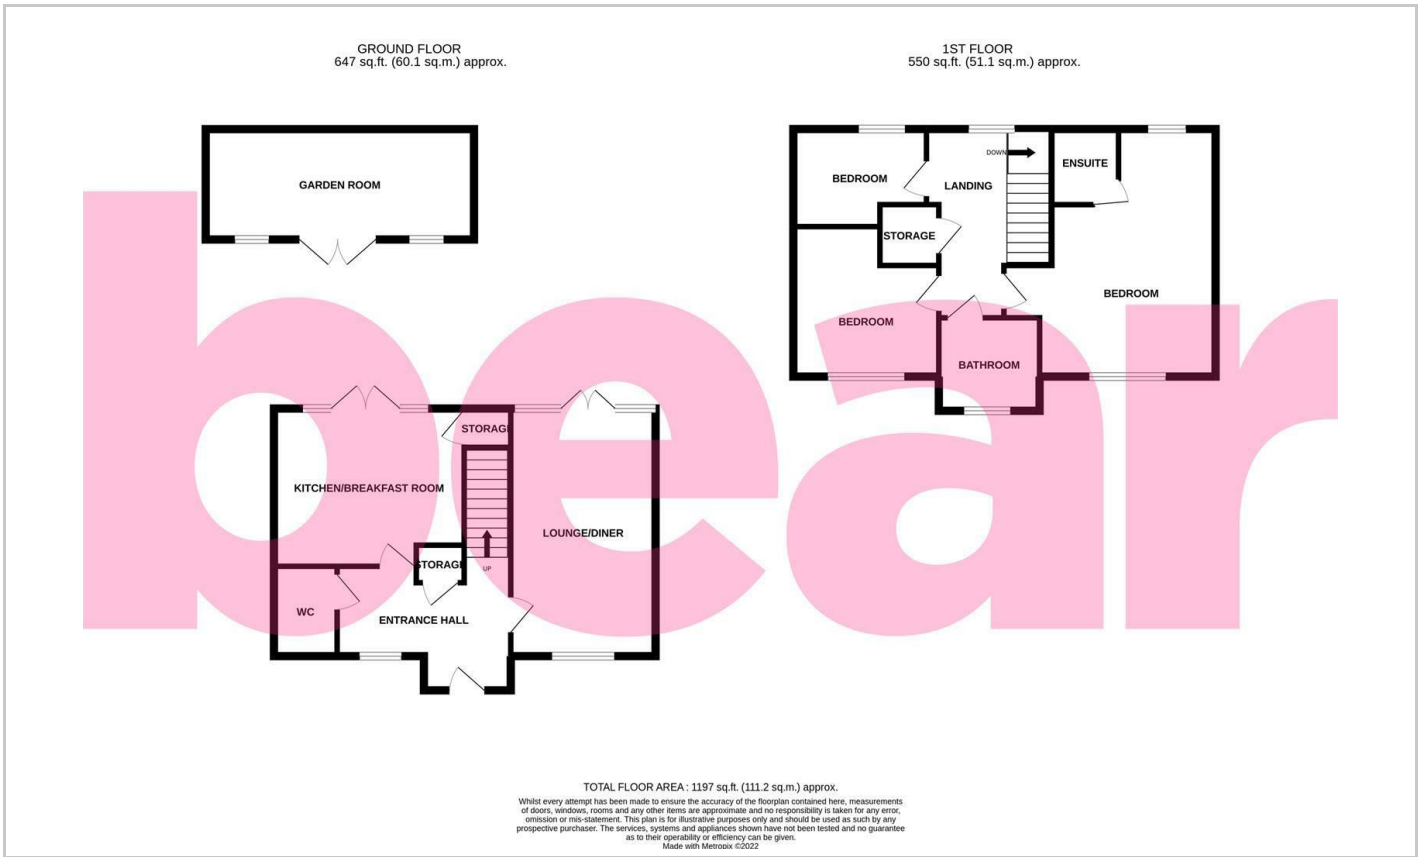 GROUND FLOOR
647 sq.ft. (60.1 sq.m.) approx.
GARDEN ROOM
STORAGE
KITCHEN/BREAKFAST ROOM
LOUNGE/DINER
STORAGE
UP
WC
ENTRANCE HALL
1ST FLOOR
550 sq.ft. (51.1 sq.m.) approx.
DOWN
ENSUITE
BEDROOM
LANDING
STORAGE
BEDROOM
BEDROOM
BATHROOM
bear
TOTAL FLOOR AREA : 1197 sq.ft. (111.2 sq.m.) approx.
Whilst every attempt has been made to ensure the accuracy of the floorplan contained here, measurements
of doors, windows, rooms and any other items are approximate and no responsibility is taken for any error,
omission or mis-statement. This plan is for illustrative purposes only and should be used as such by any
prospective purchaser. The services, systems and appliances shown have not been tested and no guarantee
as to their operability or efficiency can be given.
Made with Metropix ©2022